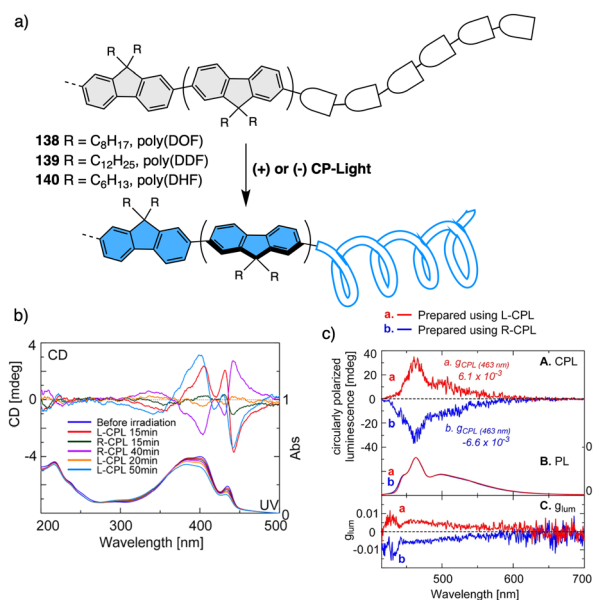 a)
R R
R R
138 R = C8H17, poly(DOF)
139 R = C12H25, poly(DDF)
140 R = C6H13, poly(DHF)
(+) or (-) CP-Light
R R
R R
b)
CD
CD [mdeg]
4
0
-4
Before irradiation
L-CPL 15min
R-CPL 15min
R-CPL 40min
L-CPL 20min
L-CPL 50min
1
Abs
0
UV
200 300 400 500
Wavelength [nm]
a. Prepared using L-CPL
b. Prepared using R-CPL
c)
circularly polarized
luminescence [mdeg]
40
20
0
-20
-40
A. CPL
a
a. gCPL (463 nm)
6.1 x 10-3
b
b. gCPL (463 nm)
-6.6 x 10-3
0
B. PL
a
b
0
C. glum
glum
0.01
0
-0.01
a
b
500 600 700
Wavelength [nm]